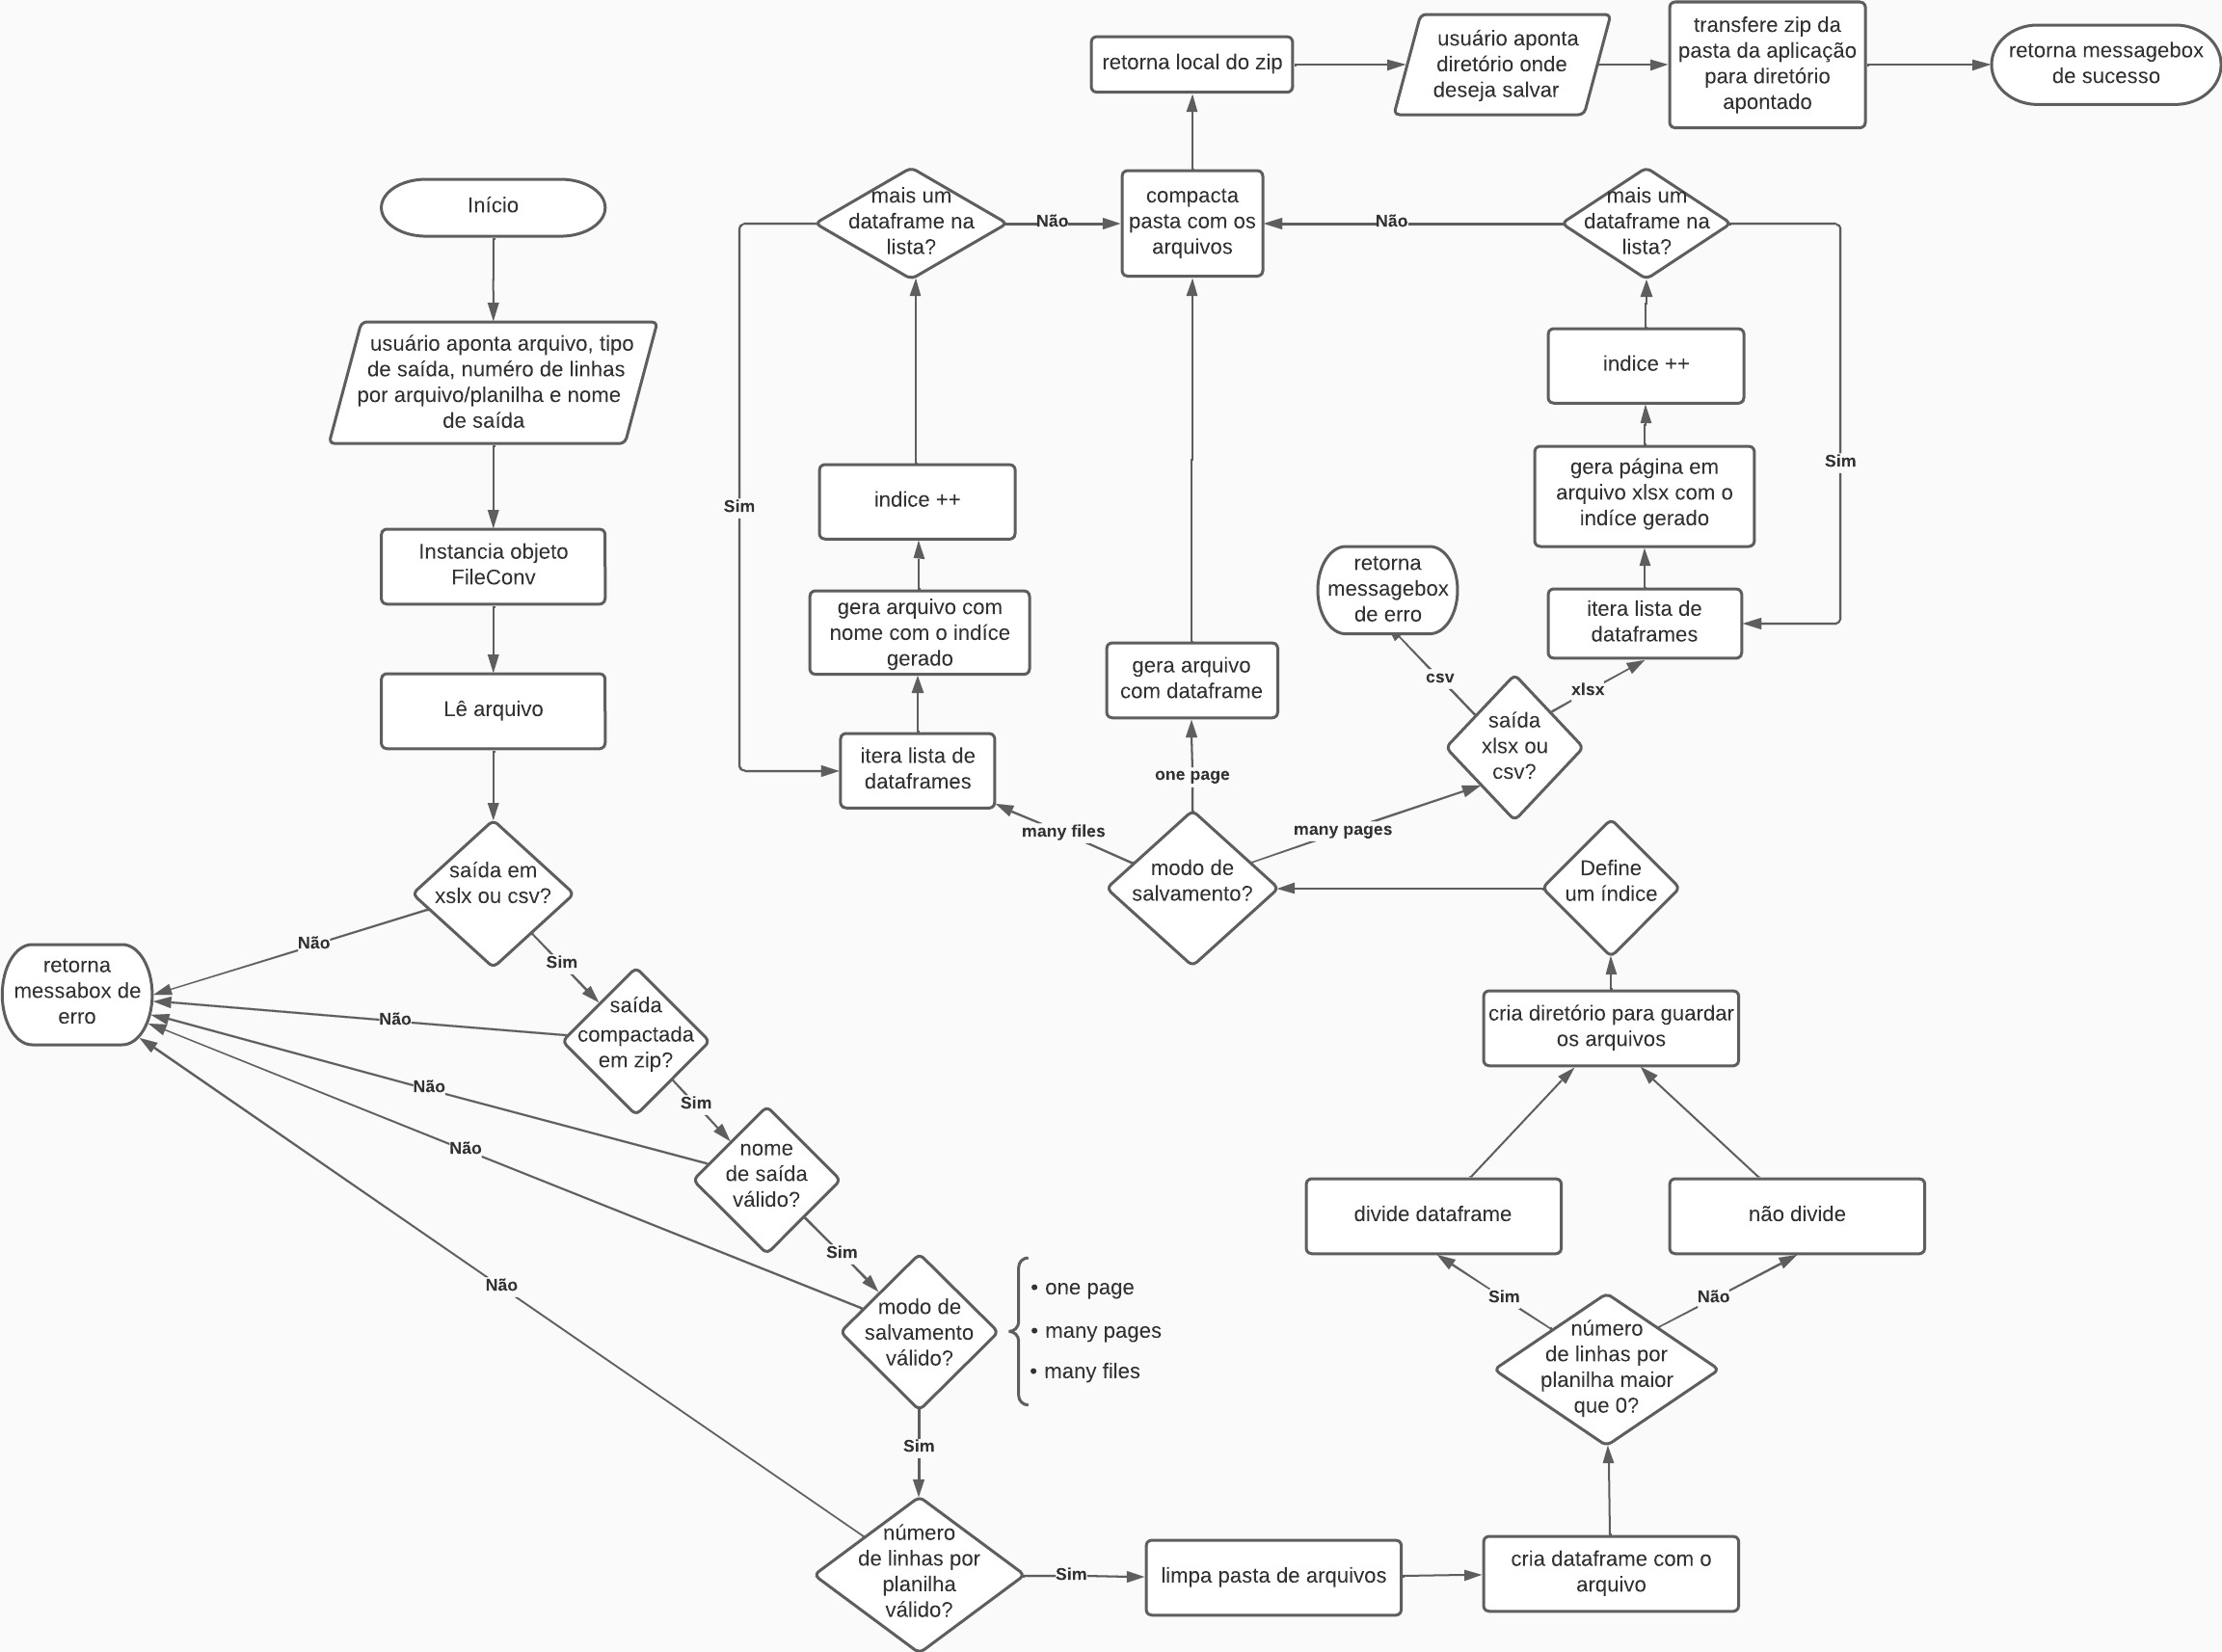 Início
usuário aponta arquivo, tipo
de saída, numéro de linhas
por arquivo/planilha e nome
de saída
Instancia objeto
FileConv
Lê arquivo
saída em
xslx ou csv?
Não
Sim
retorna
messabox de
erro
saída
compactada
em zip?
Não
Sim
nome
de saída
válido?
Não
Sim
modo de
salvamento
válido?
• one page
• many pages
• many files
Não
Sim
número
de linhas por
planilha
válido?
Não
Sim
limpa pasta de arquivos
cria dataframe com o
arquivo
número
de linhas por
planilha maior
que 0?
Sim
Não
divide dataframe
não divide
cria diretório para guardar
os arquivos
Define
um índice
modo de
salvamento?
many files
one page
many pages
itera lista de
dataframes
gera arquivo com
nome com o indíce
gerado
indice ++
mais um
dataframe na
lista?
Sim
Não
gera arquivo
com dataframe
saída
xlsx ou
csv?
csv
xlsx
retorna
messagebox
de erro
itera lista de
dataframes
gera página em
arquivo xlsx com o
indíce gerado
indice ++
mais um
dataframe na
lista?
Sim
Não
compacta
pasta com os
arquivos
retorna local do zip
usuário aponta
diretório onde
deseja salvar
transfere zip da
pasta da aplicação
para diretório
apontado
retorna messagebox
de sucesso